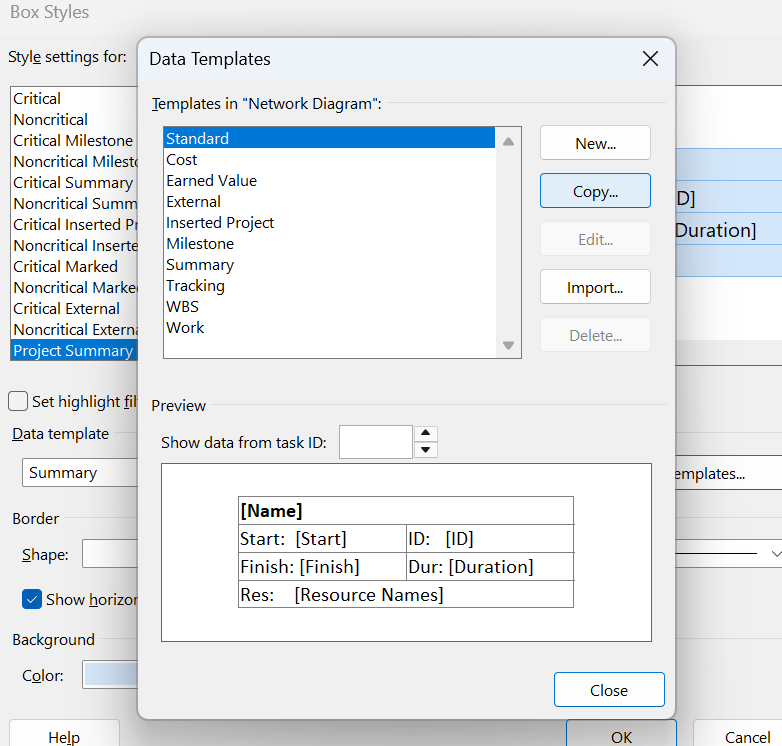 Box Styles
Style settings for:
Critical
Noncritical
Critical Milestone
Noncritical Milesto
Critical Summary
Noncritical Summ
Critical Inserted Pr
Noncritical Inserte
Critical Marked
Noncritical Marke
Critical External
Noncritical Externa
Project Summary
Set highlight fil
Data template
Summary
Border
Shape:
Show horizon
Background
Color:
Help
Data Templates
Templates in "Network Diagram":
Standard
Cost
Earned Value
External
Inserted Project
Milestone
Summary
Tracking
WBS
Work
New...
Copy...
Edit...
Import...
Delete...
Preview
Show data from task ID:
[Name]
Start: [Start] ID: [ID]
Finish: [Finish] Dur: [Duration]
Res: [Resource Names]
Close
D]
Duration]
emplates...
OK
Cancel